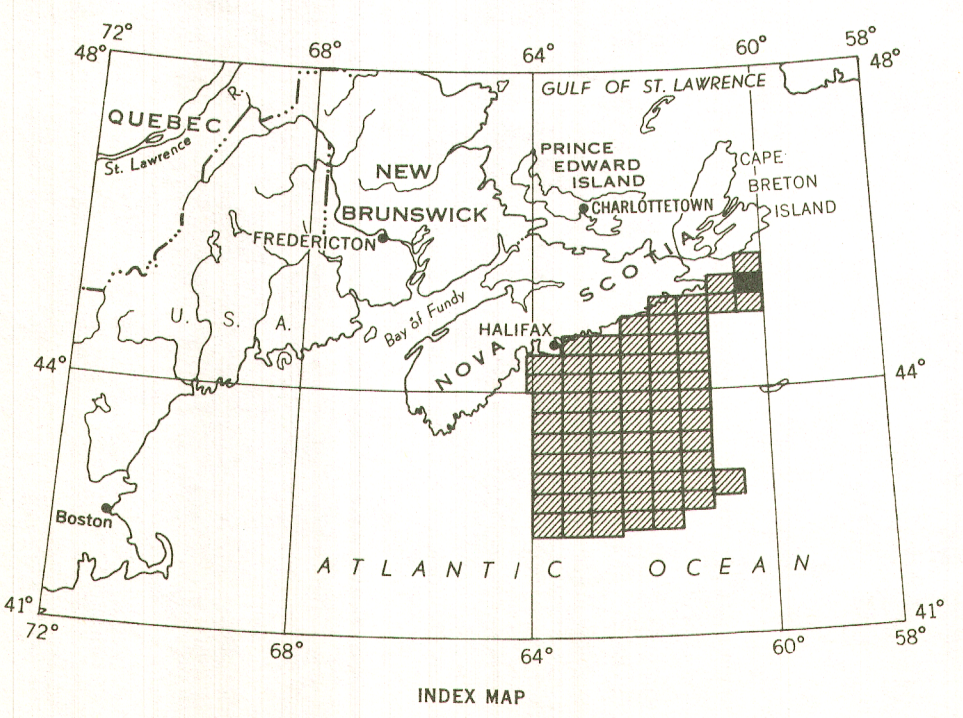 72°
68°
64°
60°
58°
48°
48°
GULF OF ST. LAWRENCE
R.
QUEBEC
St. Lawrence
PRINCE
EDWARD
ISLAND
CAPE
BRETON
ISLAND
NEW
BRUNSWICK
CHARLOTTETOWN
FREDERICTON
NOVA SCOTIA
U. S. A.
Bay of Fundy
HALIFAX
44°
44°
Boston
ATLANTIC OCEAN
41°
41°
72°
68°
64°
60°
58°
INDEX MAP